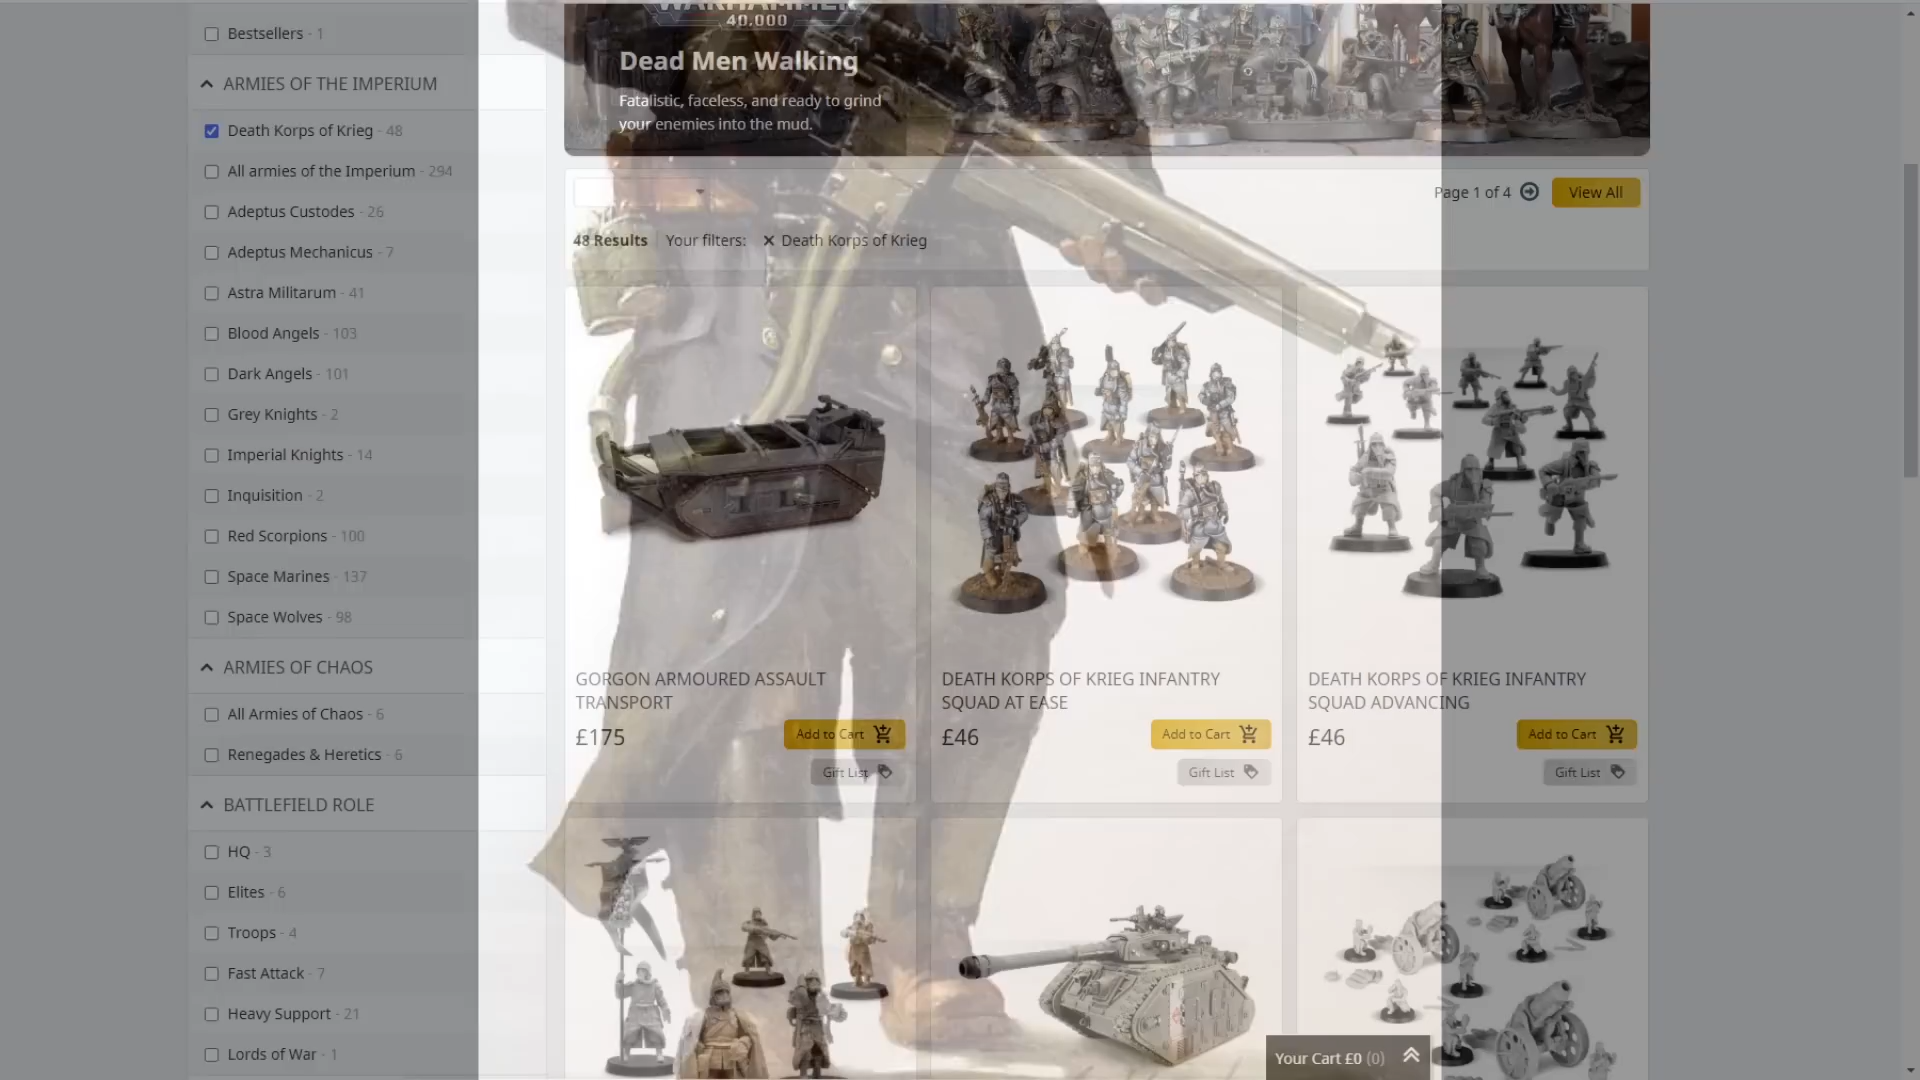 Bestsellers - 1
ARMIES OF THE IMPERIUM
Death Korps of Krieg - 48
All armies of the Imperium - 294
Adeptus Custodes - 26
Adeptus Mechanicus - 7
Astra Militarum - 41
Blood Angels - 103
Dark Angels - 101
Grey Knights - 2
Imperial Knights - 14
Inquisition - 2
Red Scorpions - 100
Space Marines - 137
Space Wolves - 98
ARMIES OF CHAOS
All Armies of Chaos - 6
Renegades & Heretics - 6
BATTLEFIELD ROLE
HQ - 3
Elites - 6
Troops - 4
Fast Attack - 7
Heavy Support - 21
Lords of War - 1
WARHAMMER
40,000
Dead Men Walking
Fatalistic, faceless, and ready to grind
your enemies into the mud.
Page 1 of 4
View All
48 Results
Your filters:
Death Korps of Krieg
GORGON ARMOURED ASSAULT
TRANSPORT
£175
Add to Cart
Gift List
DEATH KORPS OF KRIEG INFANTRY
SQUAD AT EASE
£46
Add to Cart
Gift List
DEATH KORPS OF KRIEG INFANTRY
SQUAD ADVANCING
£46
Add to Cart
Gift List
Your Cart £0 (0)